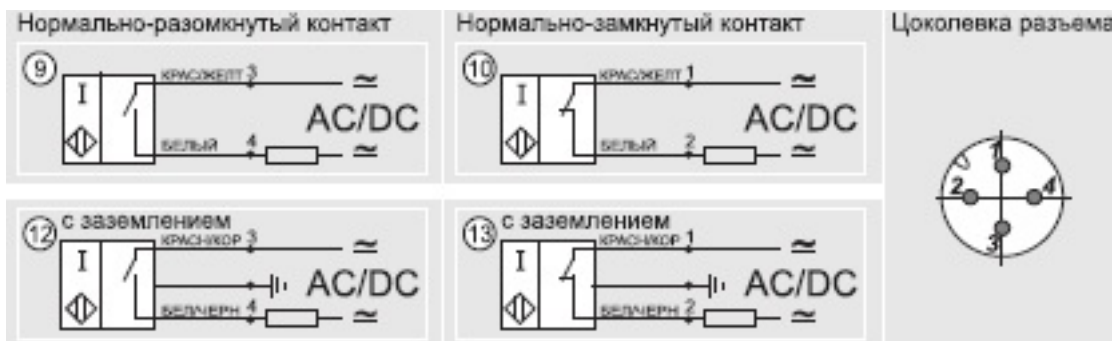 Нормально-разомкнутый контакт
Нормально-замкнутый контакт
Цоколевка разъема
9
I
КРАС/ЖЕЛТ 3
БЕЛЫЙ 4
AC/DC
10
I
КРАС/ЖЕЛТ 1
БЕЛЫЙ 2
AC/DC
1
2
4
3
12
с заземлением
I
КРАСН/КОР 3
БЕЛ/ЧЕРН 4
AC/DC
13
с заземлением
I
КРАСН/КОР 1
БЕЛ/ЧЕРН 2
AC/DC